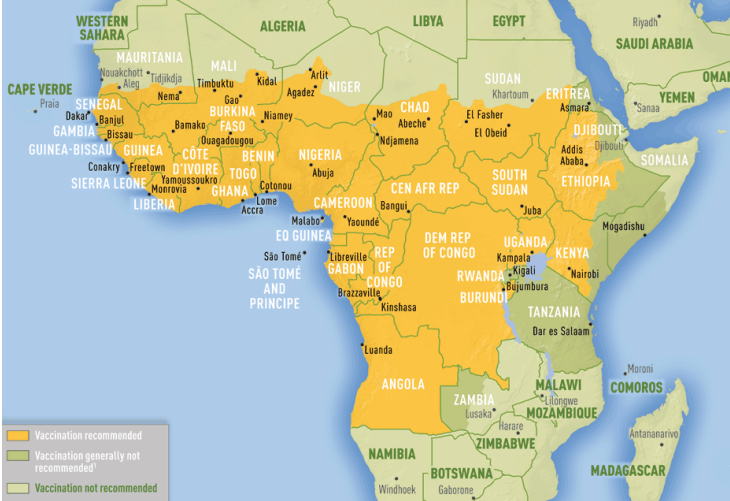 WESTERN
SAHARA
ALGERIA
LIBYA
EGYPT
Riyadh
SAUDI ARABIA
MAURITANIA
Nouakchott
Tidjikdja
Aleg
MALI
Timbuktu
Kidal
Arlit
Agadez
NIGER
SUDAN
Khartoum
ERITREA
Asmara
OMAN
YEMEN
Sanaa
CAPE VERDE
Praia
Nema
Gao
SENEGAL
Dakar
Banjul
GAMBIA
Bissau
GUINEA-BISSAU
BURKINA
FASO
Ouagadougou
Niamey
Bamako
CHAD
Mao
Abeche
Ndjamena
El Fasher
El Obeid
DJIBOUTI
Djibouti
SOMALIA
GUINEA
Conakry
Freetown
SIERRA LEONE
CÔTE
D'IVOIRE
Yamoussoukro
Monrovia
LIBERIA
BENIN
TOGO
GHANA
Cotonou
Lome
Accra
NIGERIA
Abuja
CAMEROON
Malabo
Yaoundé
EQ GUINEA
CEN AFR REP
Bangui
SOUTH
SUDAN
Juba
Addis
Ababa
ETHIOPIA
Mogadishu
São Tomé
SÃO TOMÉ
AND
PRINCIPE
Libreville
GABON
REP
OF
CONGO
Brazzaville
Kinshasa
DEM REP
OF CONGO
UGANDA
Kampala
KENYA
Nairobi
RWANDA
Kigali
Bujumbura
BURUNDI
TANZANIA
Dar es Salaam
Luanda
ANGOLA
ZAMBIA
Lusaka
MALAWI
Lilongwe
MOZAMBIQUE
Moroni
COMOROS
Harare
ZIMBABWE
Antananarivo
MADAGASCAR
NAMIBIA
Windhoek
BOTSWANA
Gaborone
Vaccination recommended
Vaccination generally not
recommended¹
Vaccination not recommended